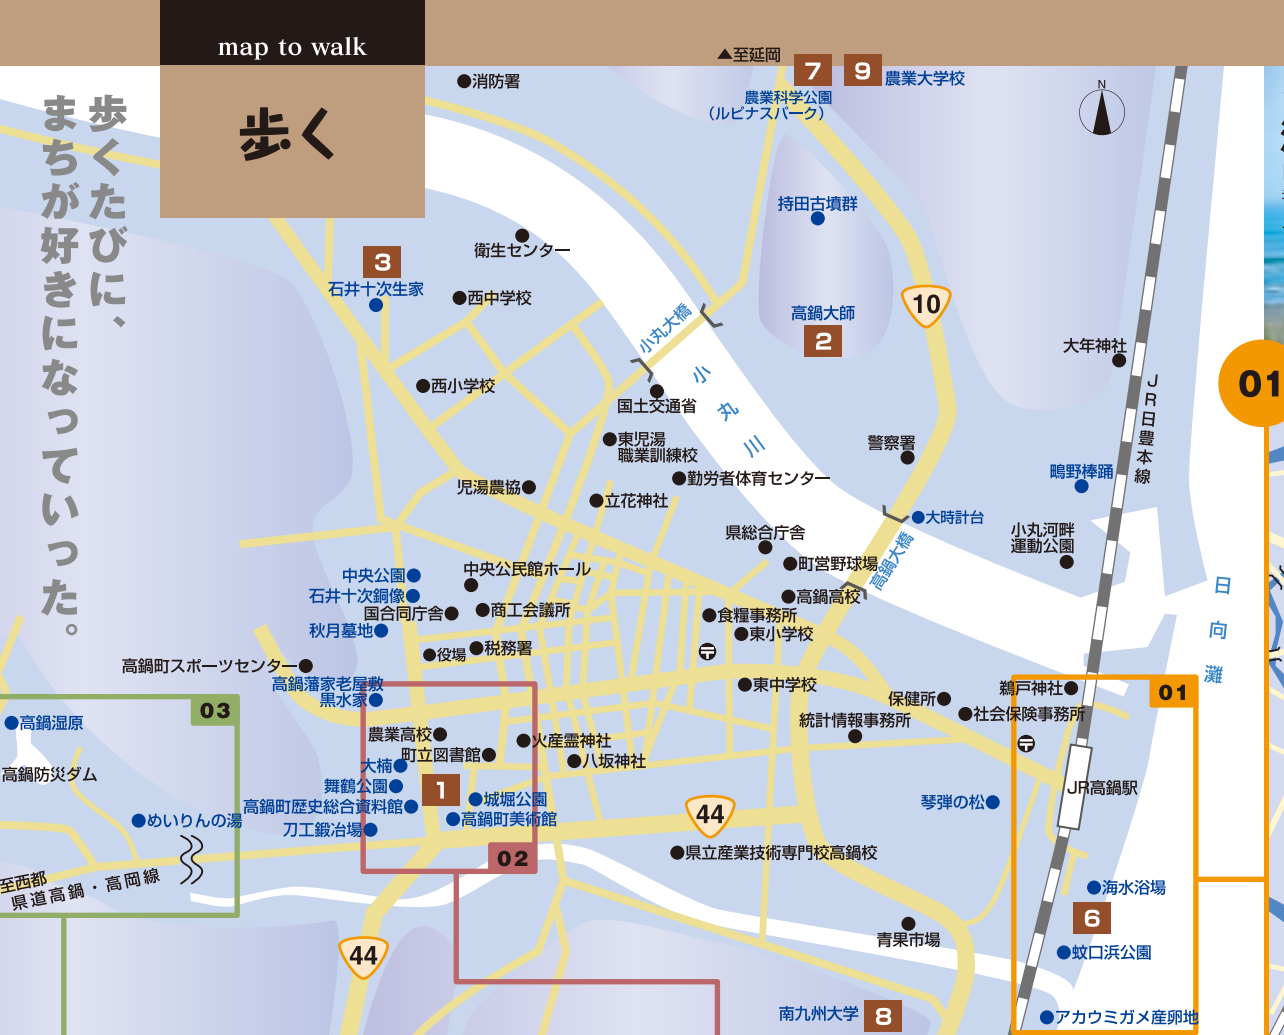 map to walk
歩く
歩くたびに、
まちが好きになっていった。
▲至延岡
7
9
農業大学校
農業科学公園
(ルビナスパーク)
消防署
N
持田古墳群
衛生センター
3
石井十次生家
西中学校
10
高鍋大師
2
小丸大橋
小丸川
大年神社
JR日豊本線
01
西小学校
国土交通省
東児湯
職業訓練校
警察署
勤労者体育センター
鴫野棒踊
児湯農協
立花神社
大時計台
県総合庁舎
小丸河畔
運動公園
町営野球場
高鍋大橋
中央公民館ホール
中央公園
石井十次銅像
高鍋高校
日向灘
国合同庁舎
商工会議所
食糧事務所
秋月墓地
東小学校
役場
税務署
〒
高鍋町スポーツセンター
高鍋藩家老屋敷
黒水家
東中学校
鵜戸神社
01
保健所
社会保険事務所
03
高鍋湿原
統計情報事務所
農業高校
火産霊神社
〒
町立図書館
八坂神社
大楠
高鍋防災ダム
舞鶴公園
1
城堀公園
JR高鍋駅
高鍋町歴史総合資料館
琴弾の松
めいりんの湯
高鍋町美術館
44
刀工鍛冶場
02
県立産業技術専門校高鍋校
至西都
県道高鍋・高岡線
海水浴場
6
44
青果市場
蚊口浜公園
南九州大学
8
アカウミガメ産卵地